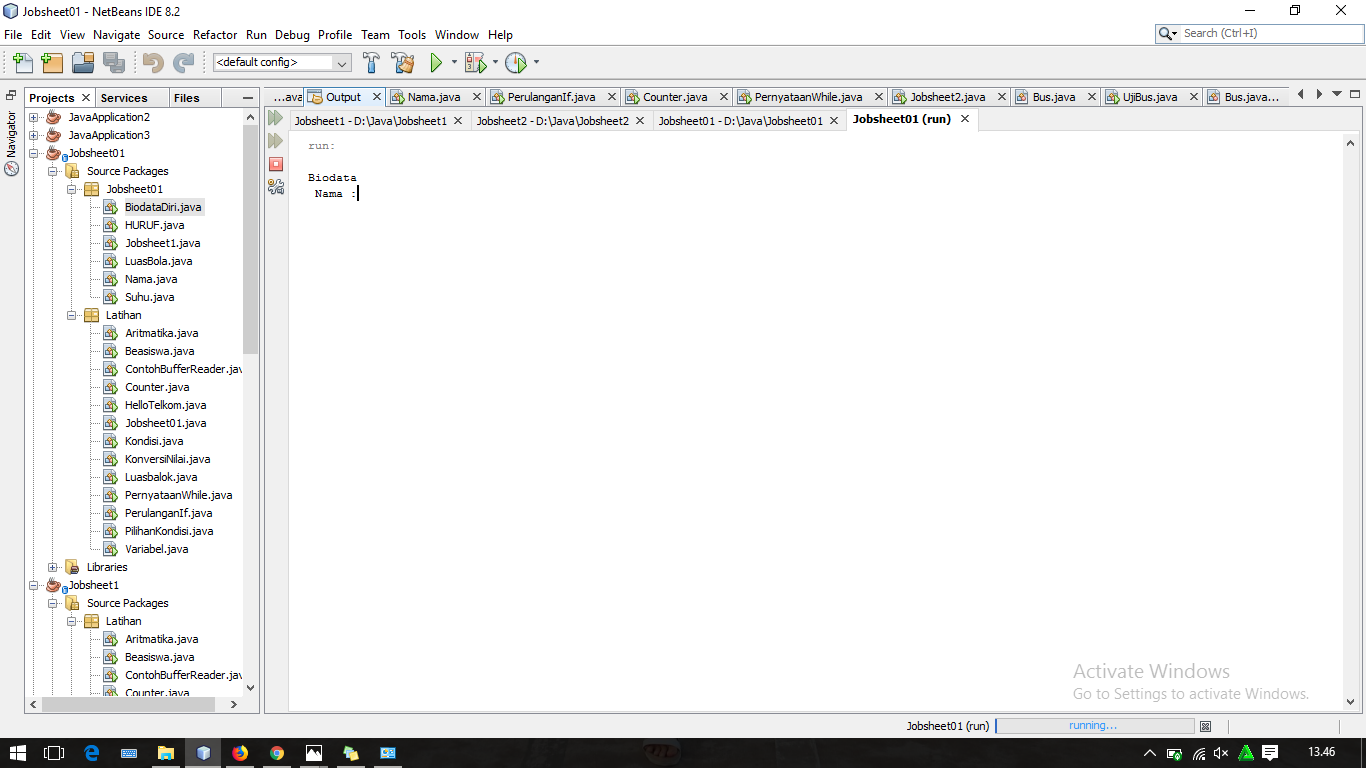 Jobsheet01 - NetBeans IDE 8.2
File Edit View Navigate Source Refactor Run Debug Profile Team Tools Window Help
Search (Ctrl+I)
<default config>
Projects Services Files
...ava Output Nama.java PerulanganIf.java Counter.java PernyataanWhile.java Jobsheet2.java Bus.java UjiBus.java Bus.java...
Jobsheet1 - D:\Java\Jobsheet1 Jobsheet2 - D:\Java\Jobsheet2 Jobsheet01 - D:\Java\Jobsheet01 Jobsheet01 (run)
Navigator
JavaApplication2
JavaApplication3
Jobsheet01
Source Packages
Jobsheet01
BiodataDiri.java
HURUF.java
Jobsheet1.java
LuasBola.java
Nama.java
Suhu.java
Latihan
Aritmatika.java
Beasiswa.java
ContohBufferReader.jav
Counter.java
HelloTelkom.java
Jobsheet01.java
Kondisi.java
KonversiNilai.java
Luasbalok.java
PernyataanWhile.java
PerulanganIf.java
PilihanKondisi.java
Variabel.java
Libraries
Jobsheet1
Source Packages
Latihan
Aritmatika.java
Beasiswa.java
ContohBufferReader.jav
Counter.java
run:
Biodata
Nama :
Activate Windows
Go to Settings to activate Windows.
Jobsheet01 (run) running...
13.46